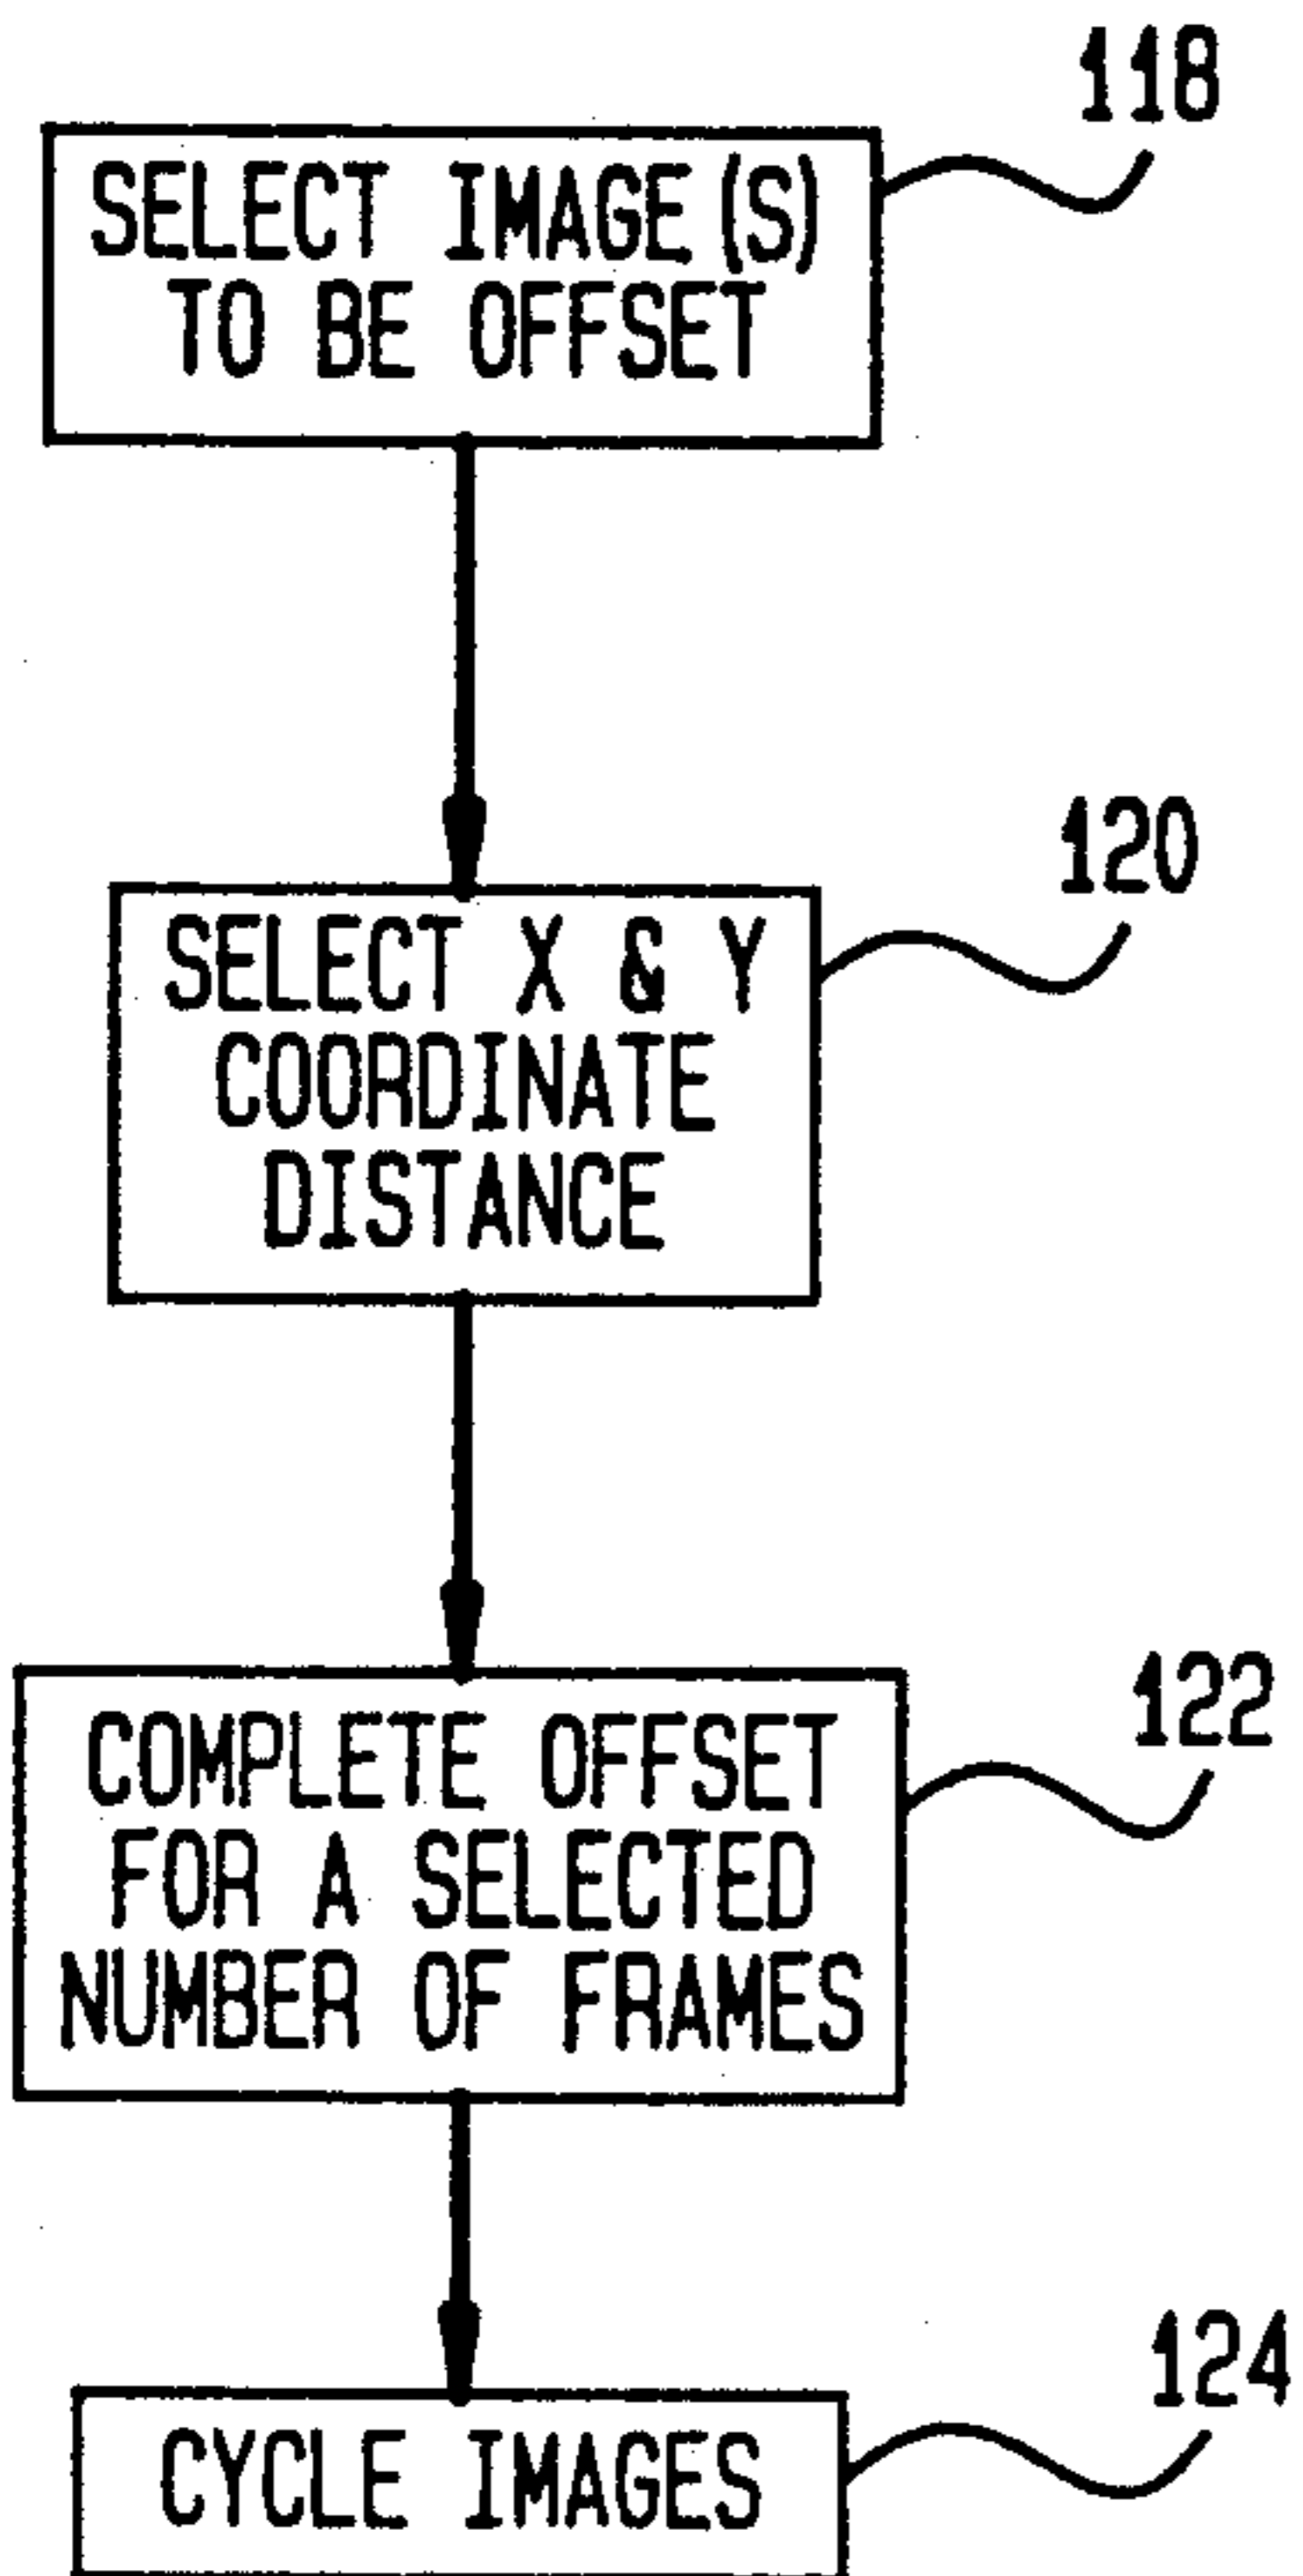 118
SELECT IMAGE(S)
TO BE OFFSET
120
SELECT X & Y
COORDINATE
DISTANCE
122
COMPLETE OFFSET
FOR A SELECTED
NUMBER OF FRAMES
124
CYCLE IMAGES